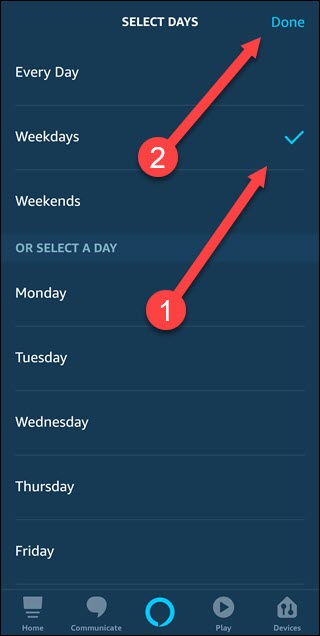 SELECT DAYS Done
Every Day
2
Weekdays
Weekends
OR SELECT A DAY
Monday
1
Tuesday
Wednesday
Thursday
Friday
Home Communicate Play Devices